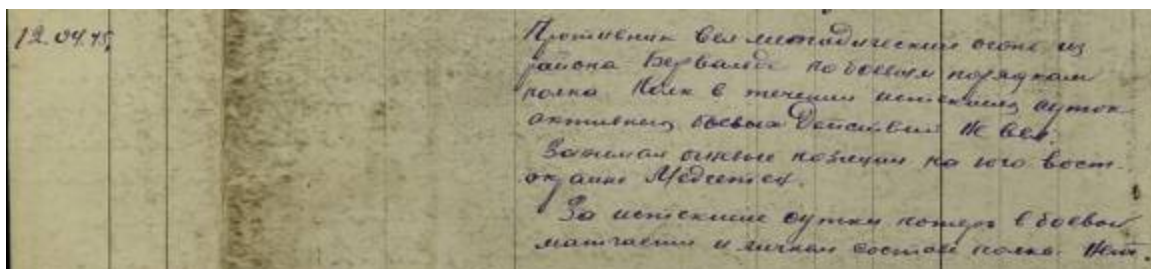 12.04.45.
Противник вел методический огонь из
района Бервальде по боевым порядкам
полка. Полк в течении истекших суток
активных боевых действий не вел.
Занимал огневые позиции на юго вост.
окраине
За истекшие сутки потерь в боевой
матчасти и личном составе полка нет.